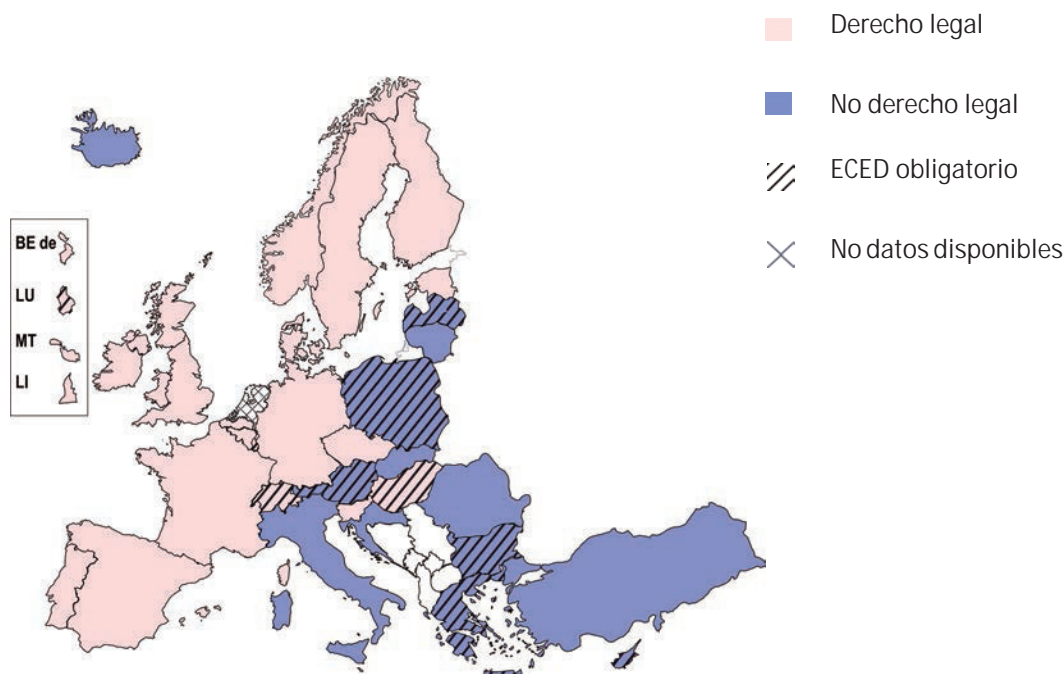 Derecho legal
No derecho legal
ECED obligatorio
No datos disponibles
BE de
LU
MT
LI